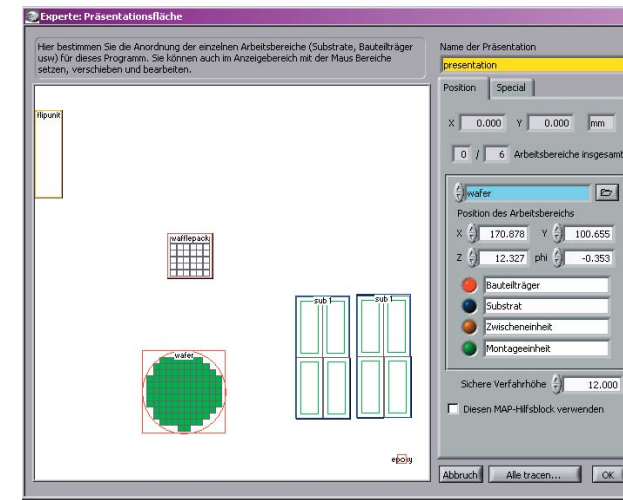 Experte: Präsentationsfläche
Hier bestimmen Sie die Anordnung der einzelnen Arbeitsbereiche (Substrate, Bauteilträger
usw) für dieses Programm. Sie können auch im Anzeigebereich mit der Maus Bereiche
setzen, verschieben und bearbeiten.
flipunit
wafflepack
sub 1
sub 1
wafer
epoxy
Name der Präsentation
presentation
Position Special
X 0.000 Y 0.000 mm
0 / 6 Arbeitsbereiche insgesamt
wafer
Position des Arbeitsbereichs
X 170.878 Y 100.655
Z 12.327 phi -0.353
Bauteilträger
Substrat
Zwischeneinheit
Montageeinheit
Sichere Verfahrhöhe 12.000
Diesen MAP-Hilfsblock verwenden
Abbruch Alle tracen... OK